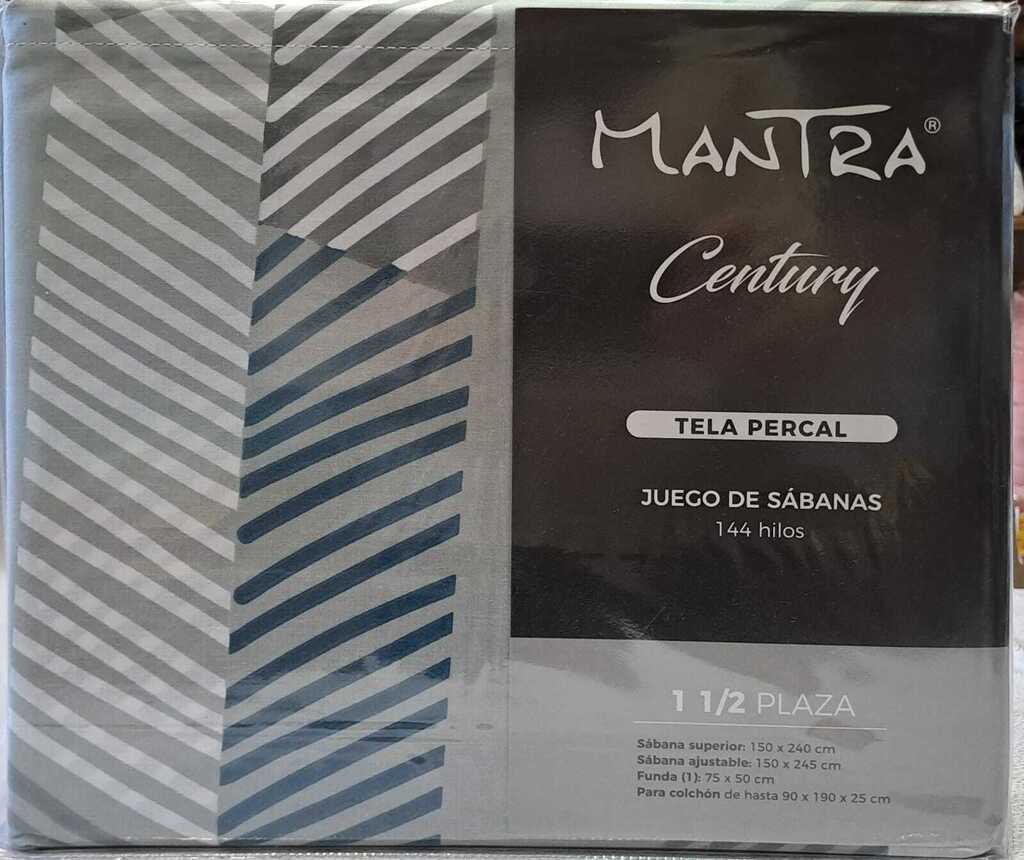 MANTRA®
Century
TELA PERCAL
JUEGO DE SÁBANAS
144 hilos
1 1/2 PLAZA
Sábana superior: 150 x 240 cm
Sábana ajustable: 150 x 245 cm
Funda (1): 75 x 50 cm
Para colchón de hasta 90 x 190 x 25 cm